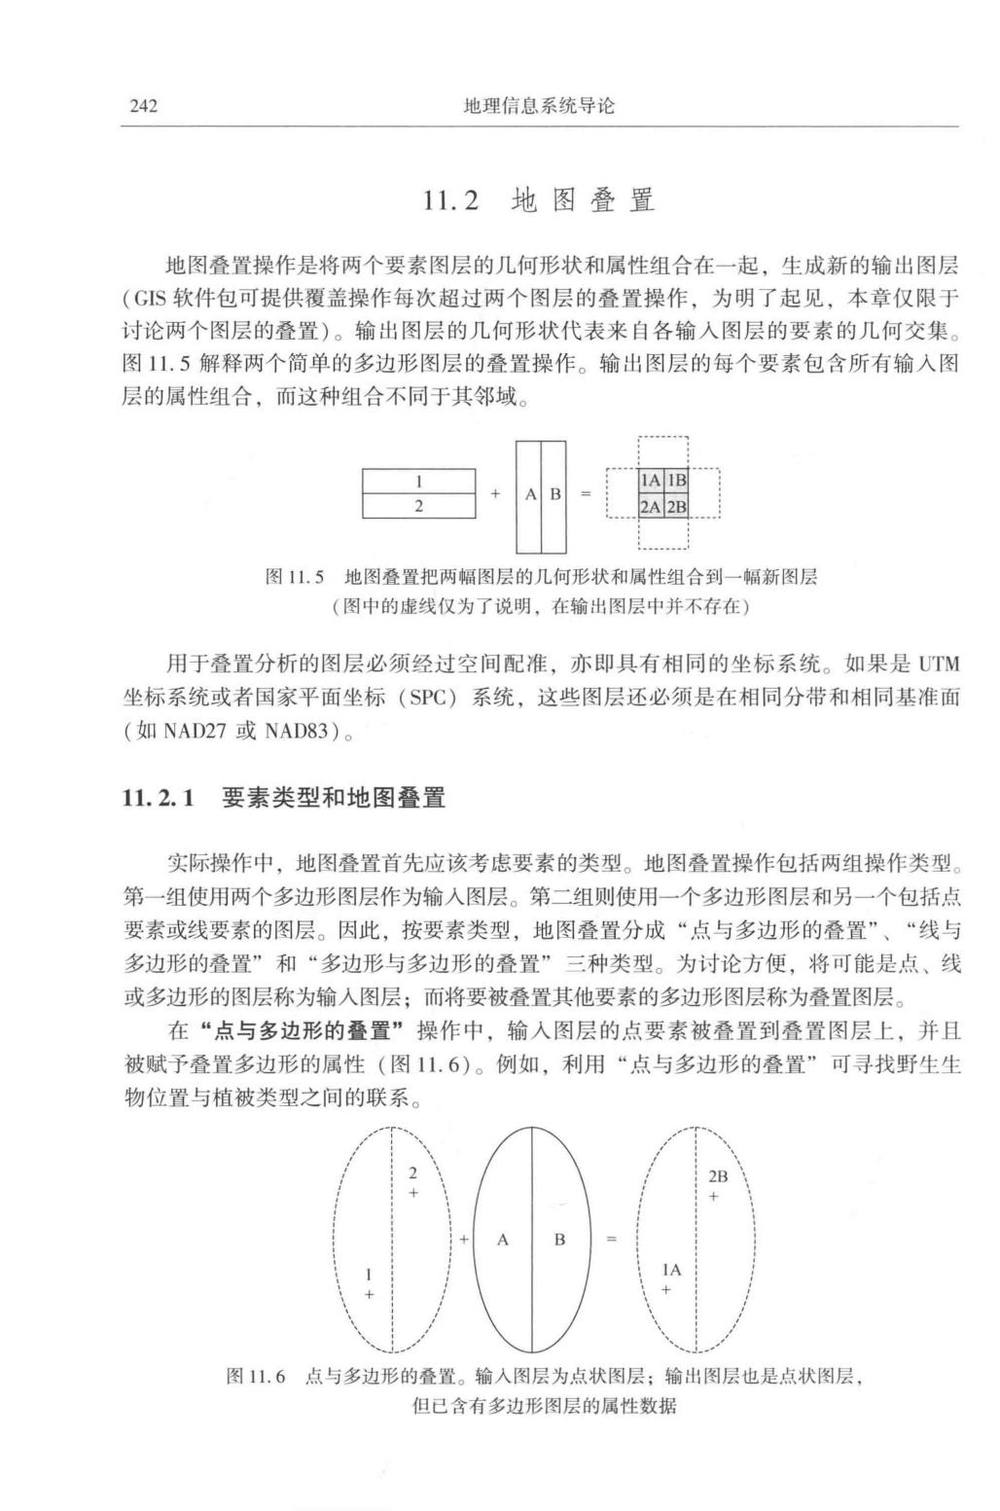 242
地理信息系统导论
11.2 地图叠置
地图叠置操作是将两个要素图层的几何形状和属性组合在一起，生成新的输出图层
（GIS 软件包可提供覆盖操作每次超过两个图层的叠置操作，为明了起见，本章仅限于
讨论两个图层的叠置）。输出图层的几何形状代表来自各输入图层的要素的几何交集。
图 11.5 解释两个简单的多边形图层的叠置操作。输出图层的每个要素包含所有输入图
层的属性组合，而这种组合不同于其邻域。
1
2
+
A B
=
1A 1B
2A 2B
图 11.5 地图叠置把两幅图层的几何形状和属性组合到一幅新图层
（图中的虚线仅为了说明，在输出图层中并不存在）
用于叠置分析的图层必须经过空间配准，亦即具有相同的坐标系统。如果是 UTM
坐标系统或者国家平面坐标（SPC）系统，这些图层还必须是在相同分带和相同基准面
（如 NAD27 或 NAD83）。
11.2.1 要素类型和地图叠置
实际操作中，地图叠置首先应该考虑要素的类型。地图叠置操作包括两组操作类型。
第一组使用两个多边形图层作为输入图层。第二组则使用一个多边形图层和另一个包括点
要素或线要素的图层。因此，按要素类型，地图叠置分成“点与多边形的叠置”、“线与
多边形的叠置”和“多边形与多边形的叠置”三种类型。为讨论方便，将可能是点、线
或多边形的图层称为输入图层；而将要被叠置其他要素的多边形图层称为叠置图层。
在“点与多边形的叠置”操作中，输入图层的点要素被叠置到叠置图层上，并且
被赋予叠置多边形的属性（图 11.6）。例如，利用“点与多边形的叠置”可寻找野生生
物位置与植被类型之间的联系。
2
+
1
+
+
A B
=
2B
+
1A
+
图 11.6 点与多边形的叠置。输入图层为点状图层；输出图层也是点状图层，
但已含有多边形图层的属性数据